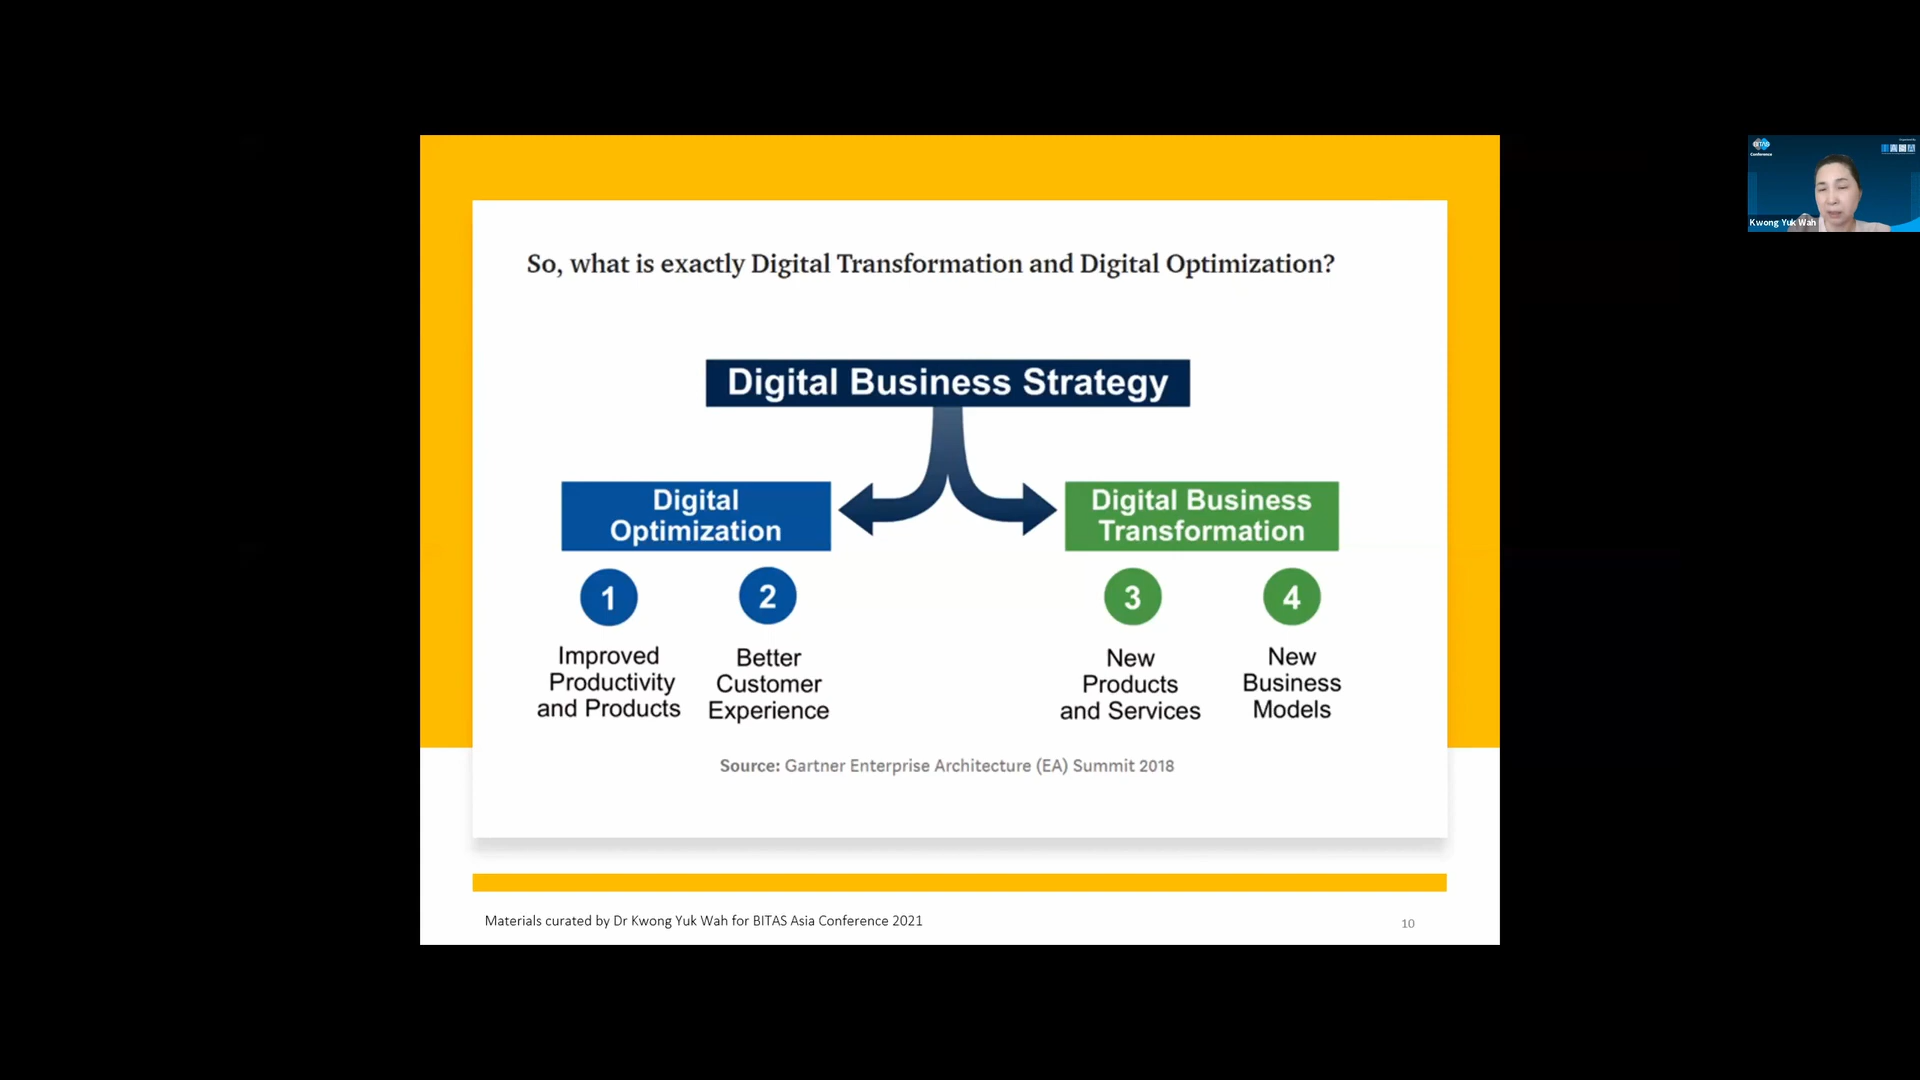 So, what is exactly Digital Transformation and Digital Optimization?
Digital Business Strategy
Digital
Optimization
Digital Business
Transformation
1
2
3
4
Improved
Productivity
and Products
Better
Customer
Experience
New
Products
and Services
New
Business
Models
Source: Gartner Enterprise Architecture (EA) Summit 2018
Materials curated by Dr Kwong Yuk Wah for BITAS Asia Conference 2021
10
BITAS
Conference
Kwong Yuk Wah